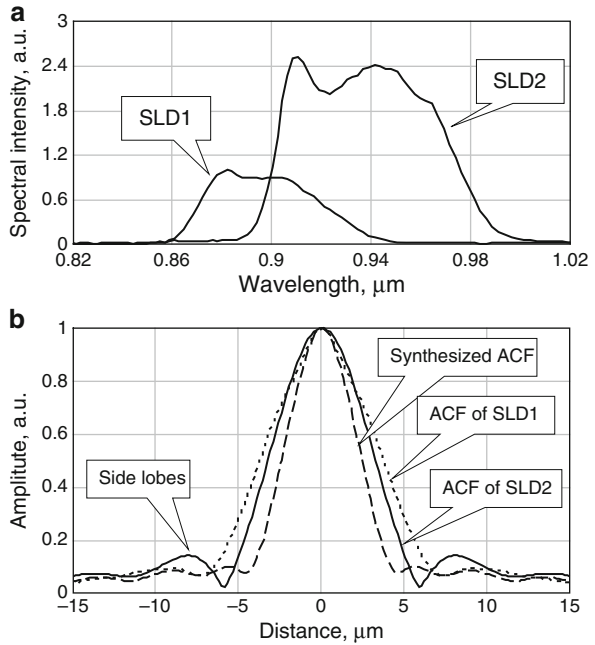 a
3
2.4
1.8
1.2
0.6
0
Spectral intensity, a.u.
SLD1
SLD2
0.82
0.86
0.9
0.94
0.98
1.02
Wavelength, μm
b
1
0.8
0.6
0.4
0.2
0
Amplitude, a.u.
Synthesized ACF
ACF of SLD1
ACF of SLD2
Side lobes
−15
−10
−5
0
5
10
15
Distance, μm